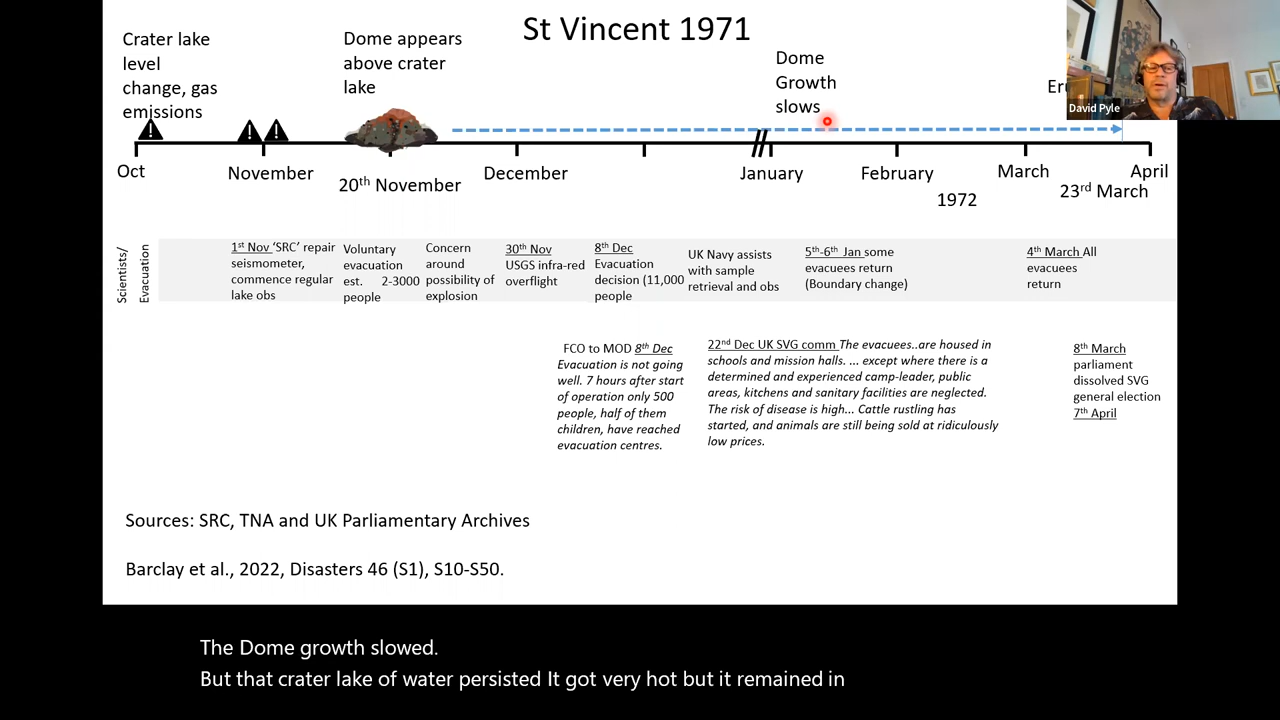 St Vincent 1971
Crater lake
level
change, gas
emissions
Dome appears
above crater
lake
Dome
Growth
slows
Er
David Pyle
Oct
November
20th November
December
January
February
1972
March
23rd March
April
Scientists/
Evacuation
1st Nov ‘SRC’ repair
seismometer,
commence regular
lake obs
Voluntary
evacuation
est. 2-3000
people
Concern
around
possibility of
explosion
30th Nov
USGS infra-red
overflight
8th Dec
Evacuation
decision (11,000
people
UK Navy assists
with sample
retrieval and obs
5th-6th Jan some
evacuees return
(Boundary change)
4th March All
evacuees
return
FCO to MOD 8th Dec
Evacuation is not going
well. 7 hours after start
of operation only 500
people, half of them
children, have reached
evacuation centres.
22nd Dec UK SVG comm The evacuees..are housed in
schools and mission halls. ... except where there is a
determined and experienced camp-leader, public
areas, kitchens and sanitary facilities are neglected.
The risk of disease is high... Cattle rustling has
started, and animals are still being sold at ridiculously
low prices.
8th March
parliament
dissolved SVG
general election
7th April
Sources: SRC, TNA and UK Parliamentary Archives
Barclay et al., 2022, Disasters 46 (S1), S10-S50.
The Dome growth slowed.
But that crater lake of water persisted It got very hot but it remained in